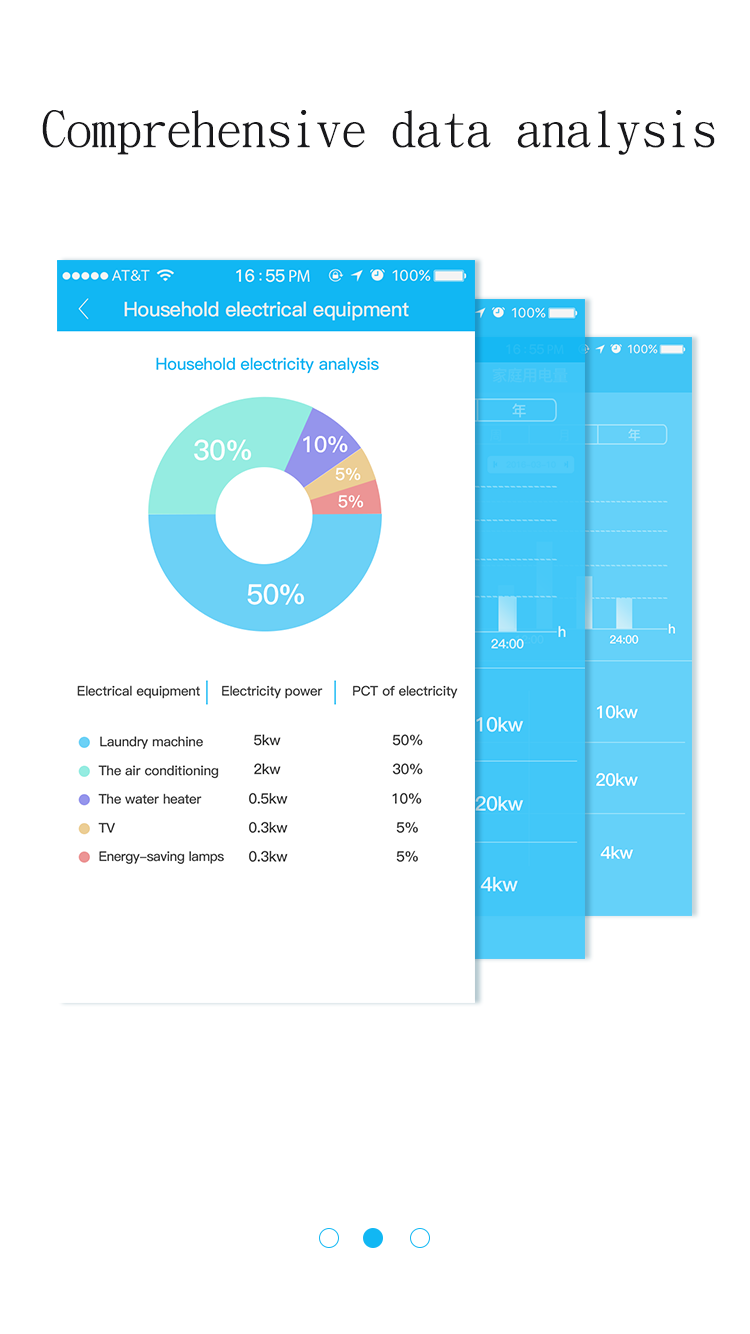 Comprehensive data analysis
AT&T 16:55 PM 100%
Household electrical equipment
Household electricity analysis
30%
10%
5%
5%
50%
Electrical equipment Electricity power PCT of electricity
Laundry machine 5kw 50%
The air conditioning 2kw 30%
The water heater 0.5kw 10%
TV 0.3kw 5%
Energy-saving lamps 0.3kw 5%
100%
年
h
24:00
10kw
20kw
4kw
16:55 PM 100%
家庭用电量
年
h
24:00
10kw
20kw
4kw